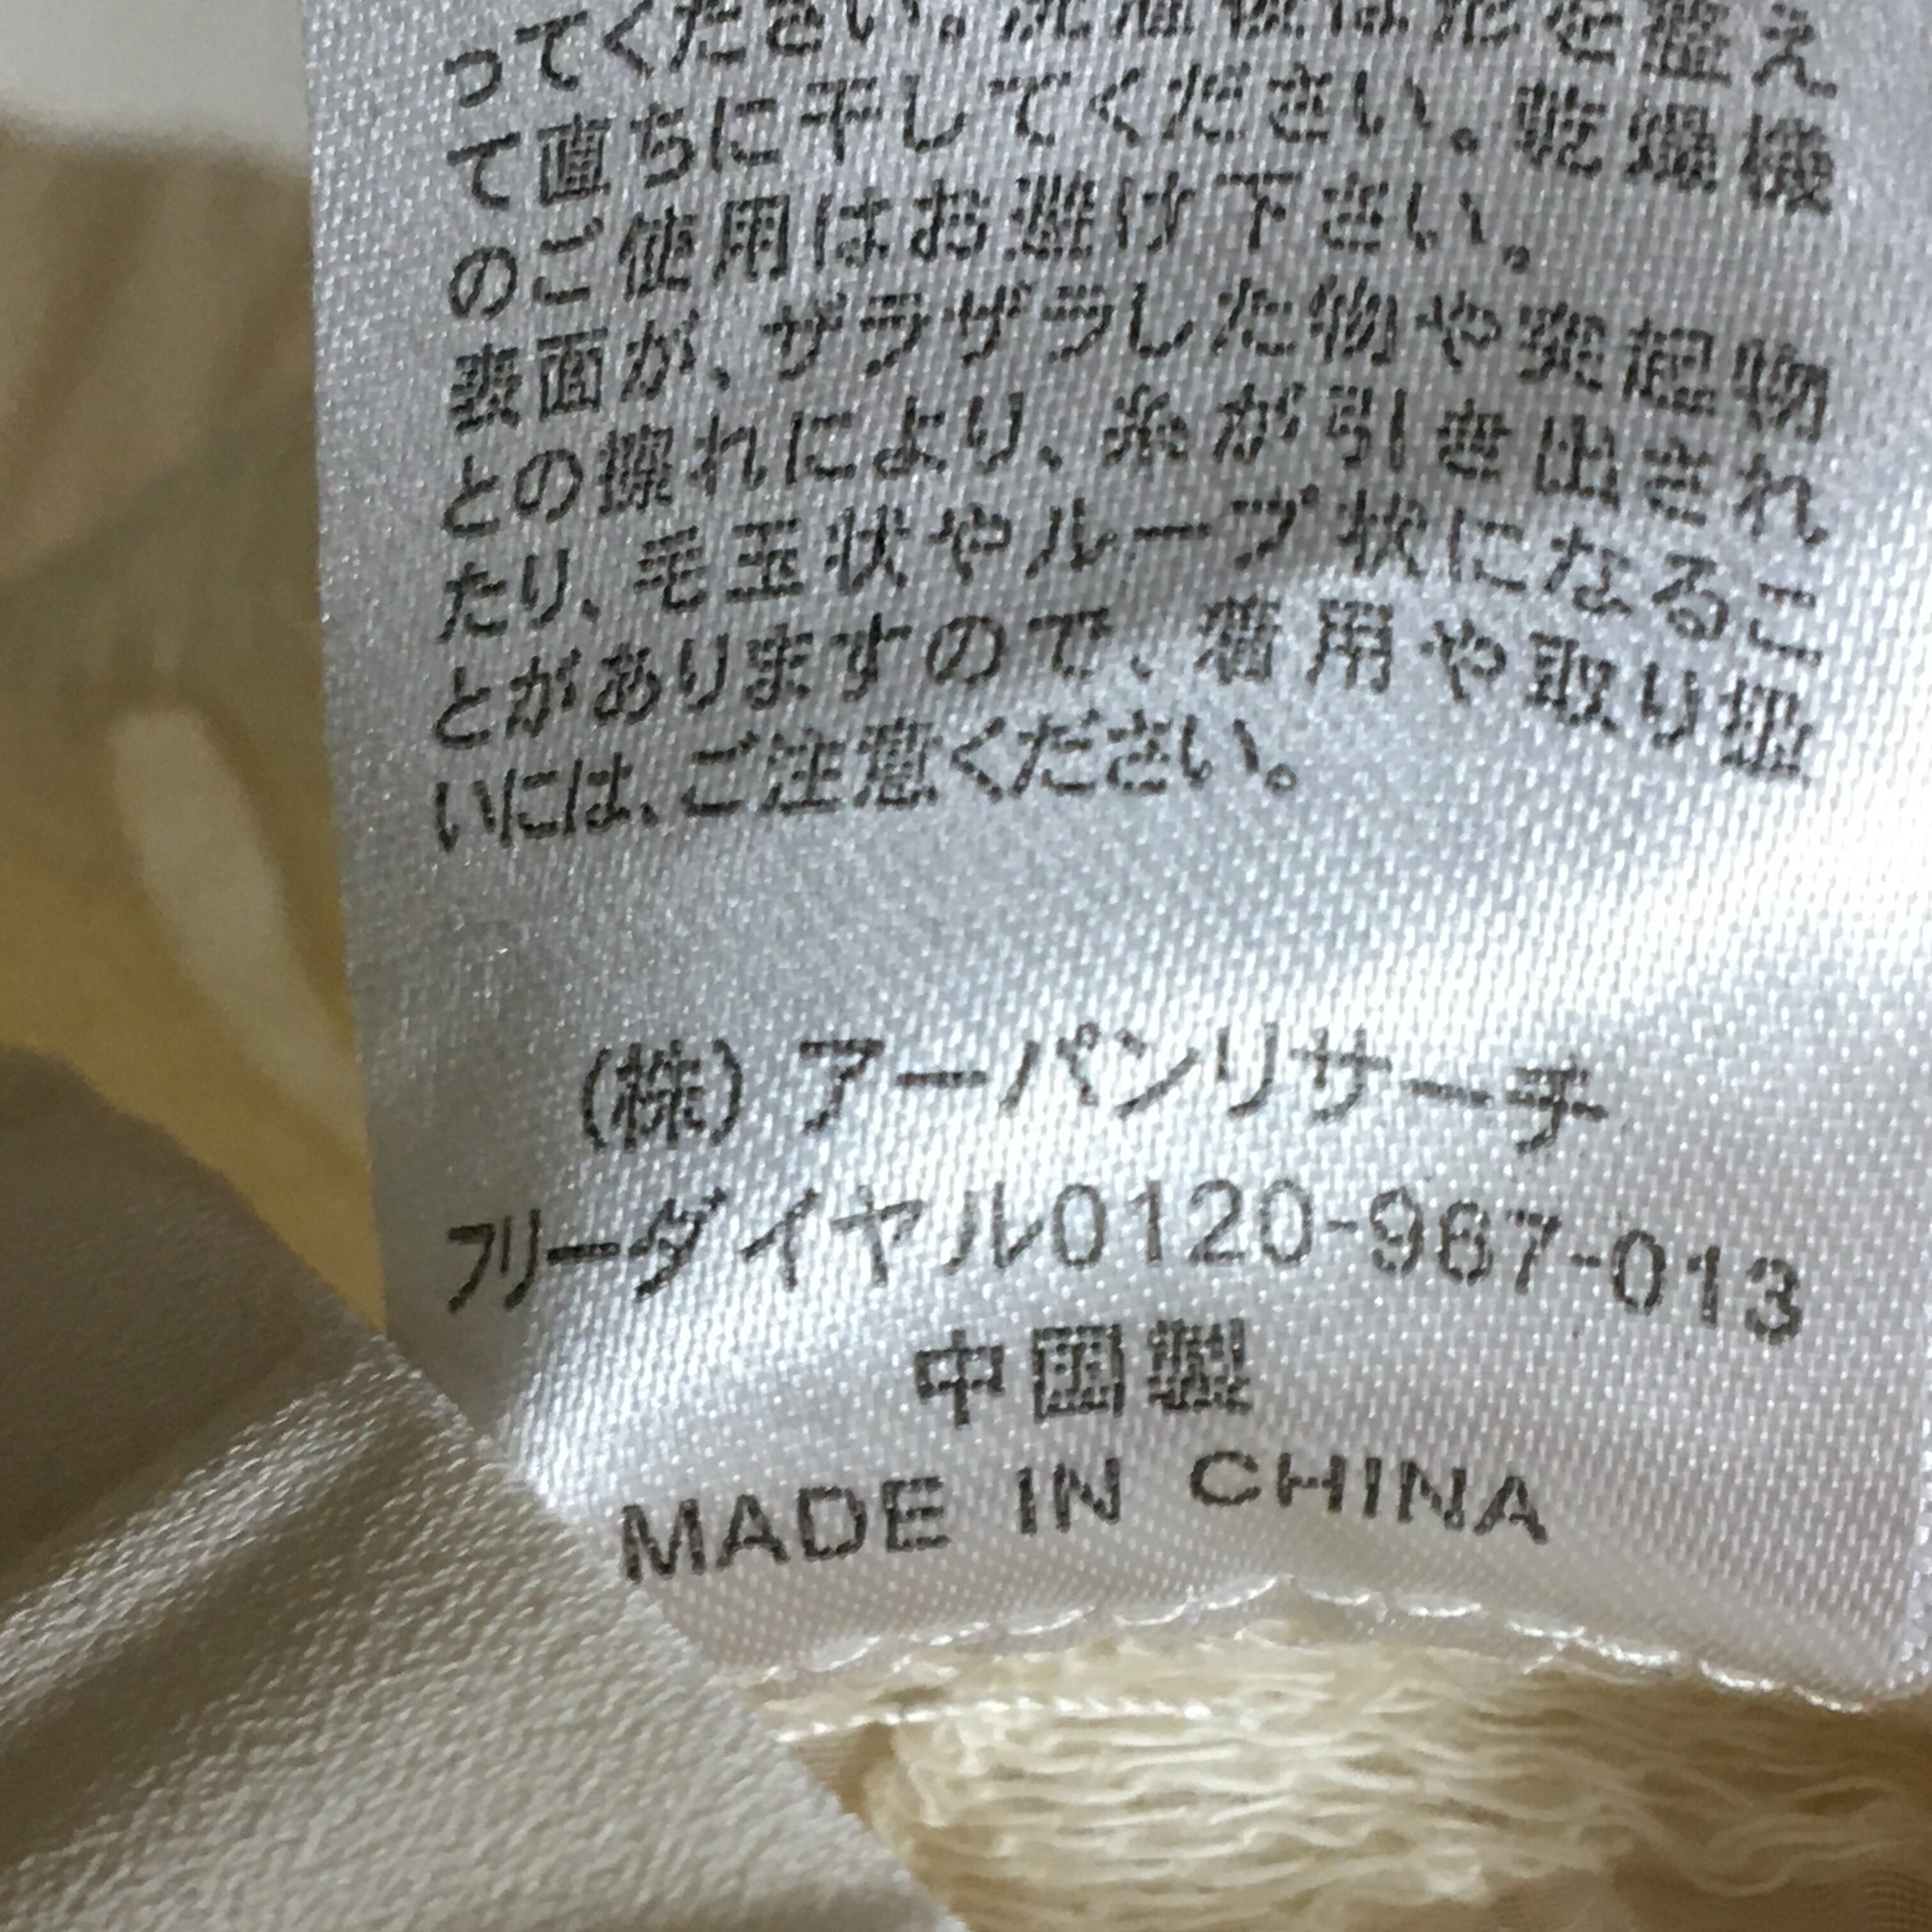 ってください。洗濯後は形を整え
て直ちに干してください。乾燥機
のご使用はお避け下さい。
表面が、ザラザラした物や突起物
との擦れにより、糸が引き出され
たり、毛玉状やループ状になるこ
とがありますので、着用や取り扱
いには、ご注意ください。
(株)アーバンリサーチ
フリーダイヤル0120-967-013
中国製
MADE IN CHINA